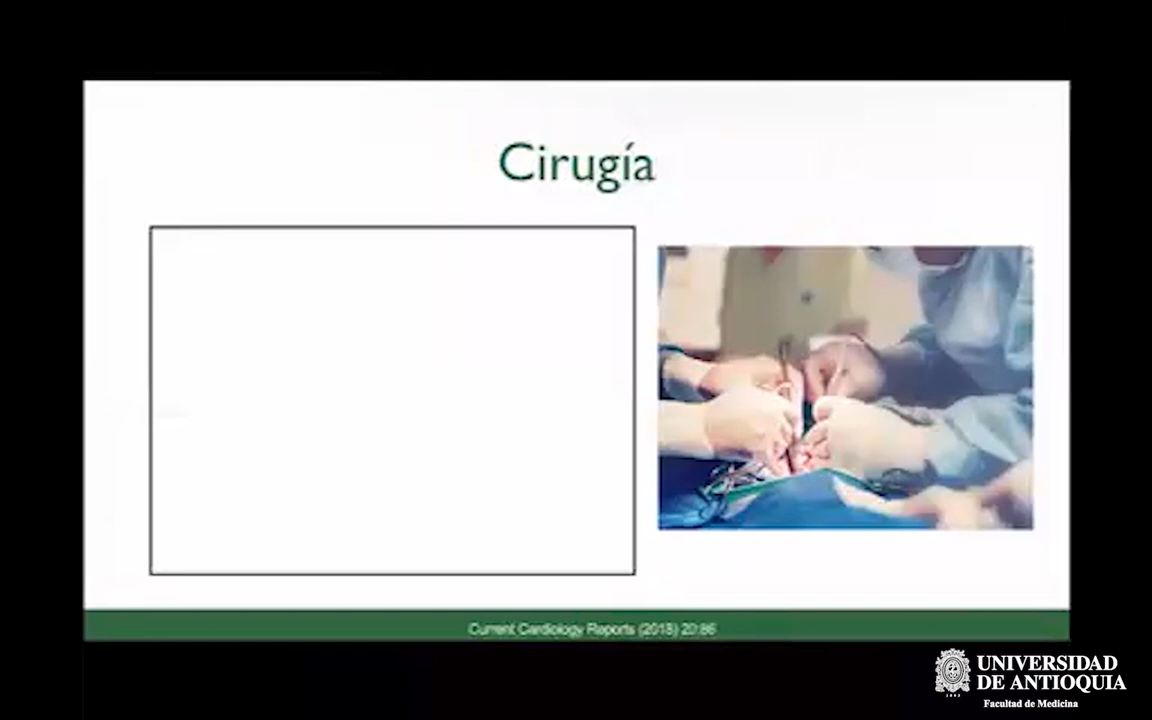 Cirugía
Current Cardiology Reports (2018) 20:86
UNIVERSIDAD
DE ANTIOQUIA
Facultad de Medicina